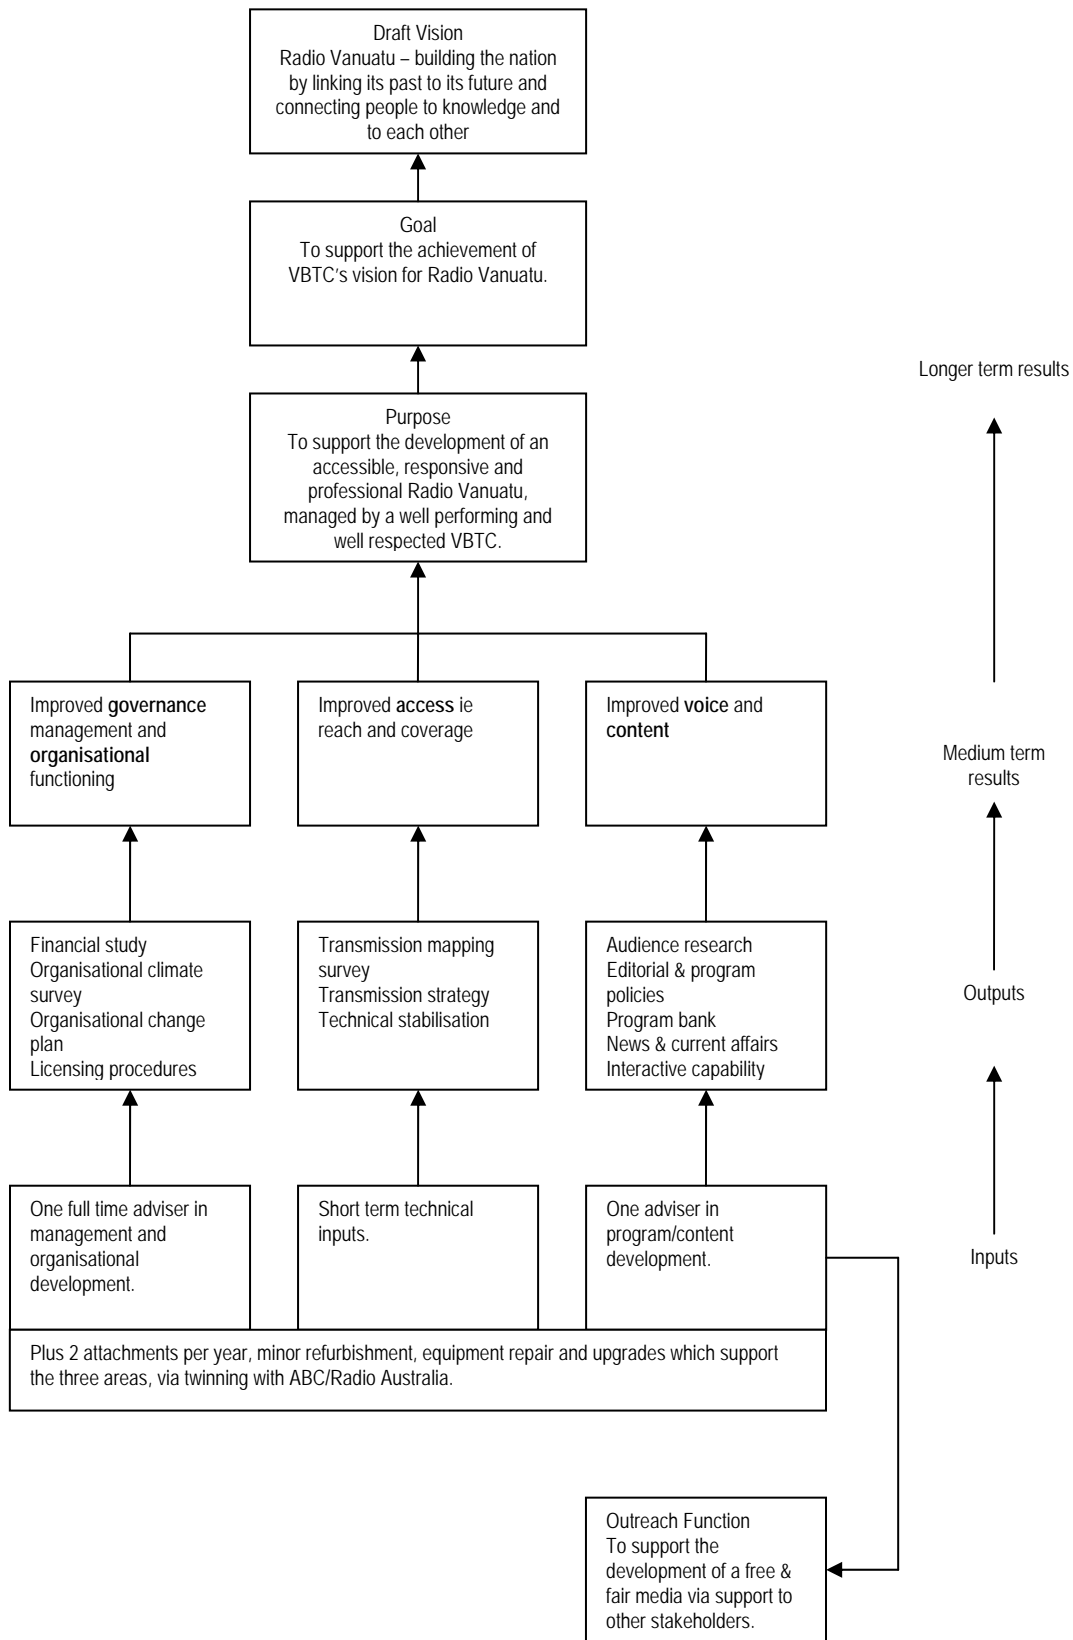 Draft Vision
Radio Vanuatu – building the nation
by linking its past to its future and
connecting people to knowledge and
to each other
Goal
To support the achievement of
VBTC's vision for Radio Vanuatu.
Longer term results
Purpose
To support the development of an
accessible, responsive and
professional Radio Vanuatu,
managed by a well performing and
well respected VBTC.
Improved governance
management and
organisational
functioning
Improved access ie
reach and coverage
Improved voice and
content
Medium term
results
Financial study
Organisational climate
survey
Organisational change
plan
Licensing procedures
Transmission mapping
survey
Transmission strategy
Technical stabilisation
Audience research
Editorial & program
policies
Program bank
News & current affairs
Interactive capability
Outputs
One full time adviser in
management and
organisational
development.
Short term technical
inputs.
One adviser in
program/content
development.
Inputs
Plus 2 attachments per year, minor refurbishment, equipment repair and upgrades which support
the three areas, via twinning with ABC/Radio Australia.
Outreach Function
To support the
development of a free &
fair media via support to
other stakeholders.